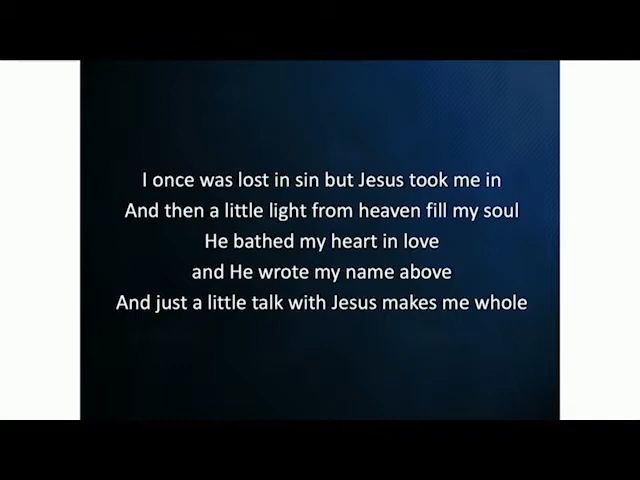 I once was lost in sin but Jesus took me in
And then a little light from heaven fill my soul
He bathed my heart in love
and He wrote my name above
And just a little talk with Jesus makes me whole